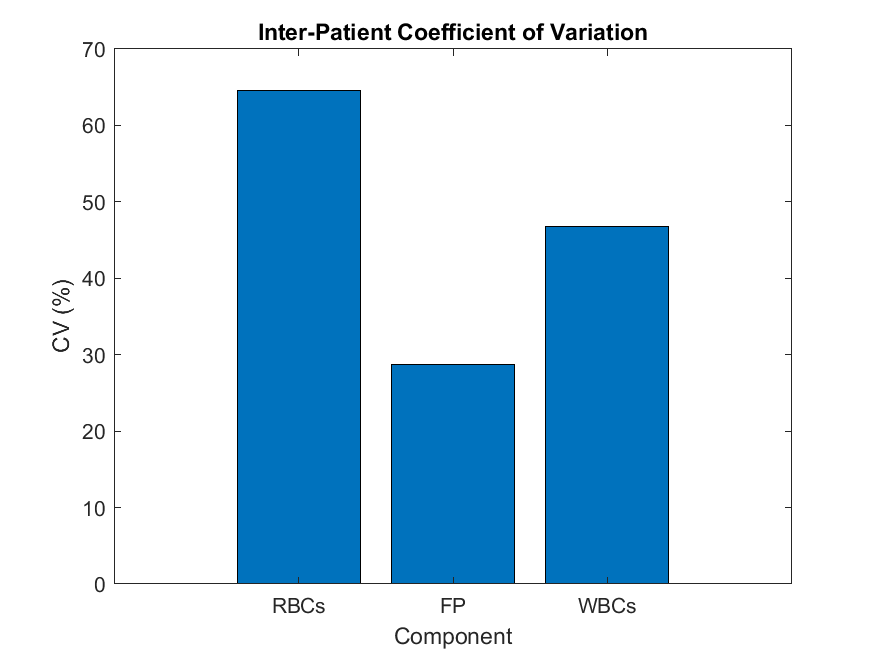 Inter-Patient Coefficient of Variation
70
60
50
40
30
20
10
0
CV (%)
RBCs FP WBCs
Component